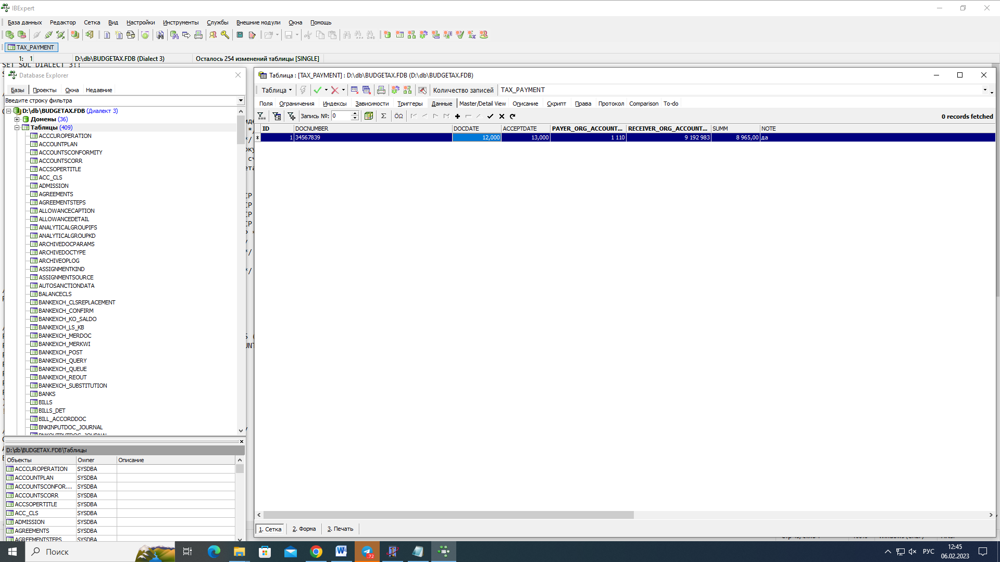 IBExpert
База данных Редактор Сетка Вид Настройки Инструменты Службы Внешние модули Окна Помощь
TAX_PAYMENT
1: 1 D:\db\BUDGETAX.FDB (Dialect 3) Осталось 254 изменений таблицы [SINGLE]
SET SQL DIALECT 3!!
Database Explorer
Базы Проекты Окна Недавние
Введите строку фильтра
D:\db\BUDGETAX.FDB (Диалект 3)
Домены (36)
Таблицы (409)
ACCCUROPERATION
ACCOUNTPLAN
ACCOUNTSCONFORMITY
ACCOUNTSCORR
ACCSOPERTITLE
ACC_CLS
ADMISSION
AGREEMENTS
AGREEMENTSTEPS
ALLOWANCECAPTION
ALLOWANCEDETAIL
ANALYTICALGROUPIFS
ANALYTICALGROUPKD
ARCHIVEDOCPARAMS
ARCHIVEDOCTYPE
ARCHIVEOPLOG
ASSIGNMENTKIND
ASSIGNMENTSOURCE
AUTOSANCTIONDATA
BALANCECLS
BANKEXCH_CLSREPLACEMENT
BANKEXCH_CONFIRM
BANKEXCH_KO_SALDO
BANKEXCH_LS_KB
BANKEXCH_MERDOC
BANKEXCH_MERKWI
BANKEXCH_POST
BANKEXCH_QUERY
BANKEXCH_QUEUE
BANKEXCH_REOUT
BANKEXCH_SUBSTITUTION
BANKS
BILLS
BILLS_DET
BILL_ACCORDDOC
BNKINPUTDOC_JOURNAL
BNKOUTPUTDOC_JOURNAL
D:\db\BUDGETAX.FDB\Таблицы
Объекты Owner Описание
ACCCUROPERATION SYSDBA
ACCOUNTPLAN SYSDBA
ACCOUNTSCONFOR... SYSDBA
ACCOUNTSCORR SYSDBA
ACCSOPERTITLE SYSDBA
ACC_CLS SYSDBA
ADMISSION SYSDBA
AGREEMENTS SYSDBA
AGREEMENTSTEPS SYSDBA
Таблица : [TAX_PAYMENT] : D:\db\BUDGETAX.FDB (D:\db\BUDGETAX.FDB)
Таблица Количество записей TAX_PAYMENT
Поля Ограничения Индексы Зависимости Триггеры Данные Master/Detail View Описание Скрипт Права Протокол Comparison To-do
Запись №: 0 Σ ÖΩ 0 records fetched
ID DOCNUMBER DOCDATE ACCEPTDATE PAYER_ORG_ACCOUNT... RECEIVER_ORG_ACCOUNT... SUMM NOTE
* 1 34567839 12,000 13,000 1 110 9 192 983 8 965,00 да
1. Сетка 2. Форма 3. Печать
Поиск 72 РУС 12:45
06.02.2023